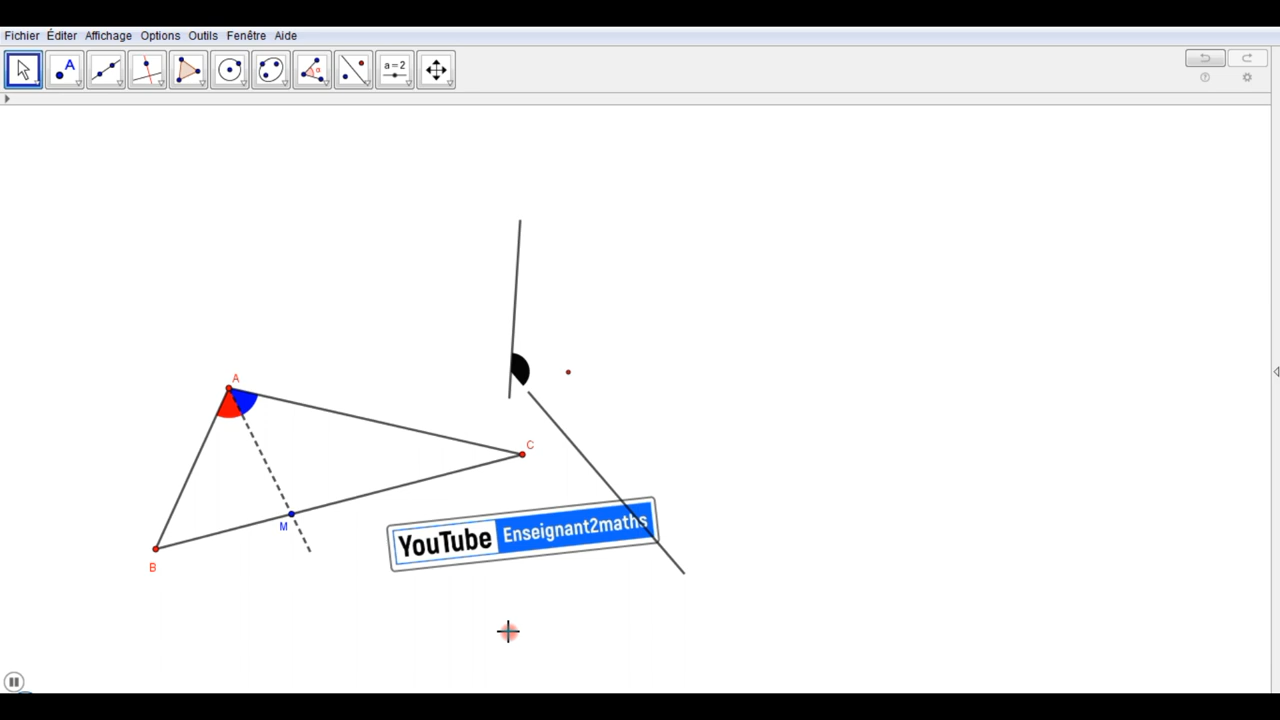 Fichier Éditer Affichage Options Outils Fenêtre Aide
A a=2
A
C
M
B
YouTube Enseignant2maths